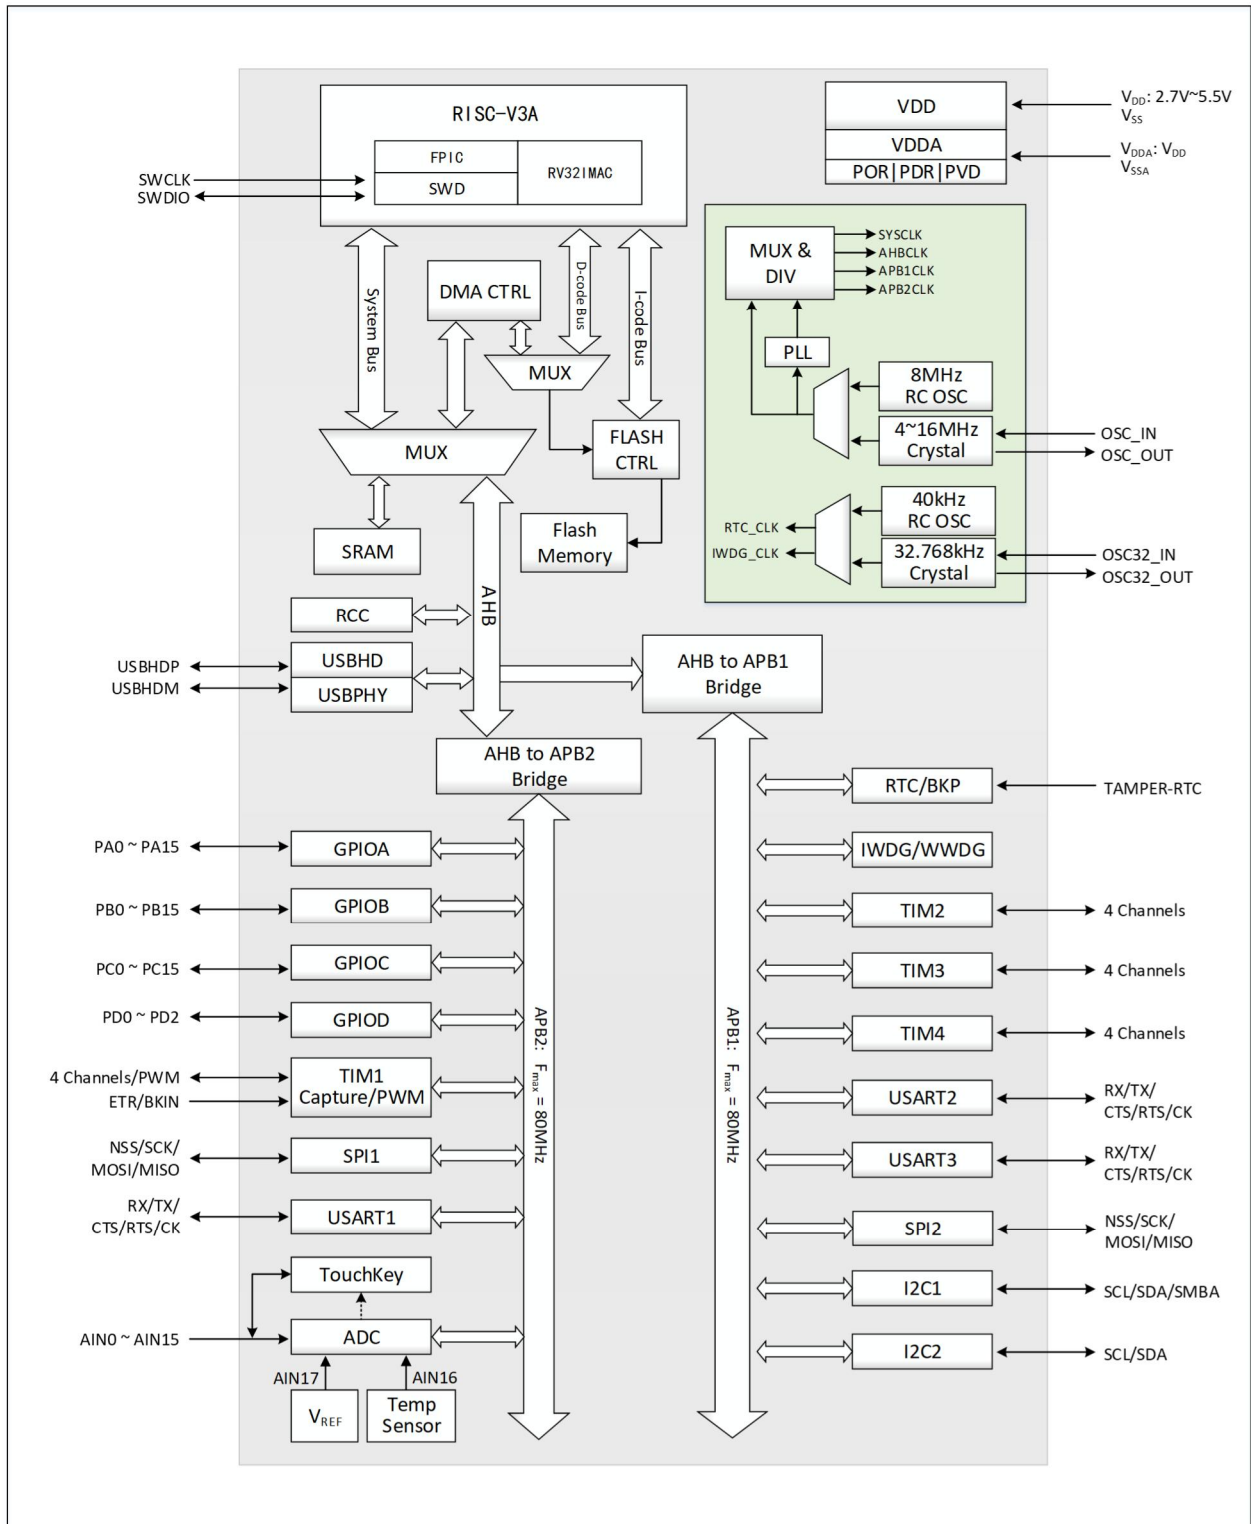 RISC-V3A
FPIC
SWD
RV32IMAC
SWCLK
SWDIO
VDD
VDDA
POR|PDR|PVD
VDD: 2.7V~5.5V
VSS
VDDA: VDD
VSSA
System Bus
DMA CTRL
D-code Bus
I-code Bus
MUX
MUX
FLASH
CTRL
SRAM
Flash
Memory
MUX &
DIV
SYSCLK
AHBCLK
APB1CLK
APB2CLK
PLL
8MHz
RC OSC
4~16MHz
Crystal
OSC_IN
OSC_OUT
40kHz
RC OSC
RTC_CLK
IWDG_CLK
32.768kHz
Crystal
OSC32_IN
OSC32_OUT
AHB
RCC
USBHDP
USBHDM
USBHD
USBPHY
AHB to APB1
Bridge
AHB to APB2
Bridge
PA0 ~ PA15
GPIOA
PB0 ~ PB15
GPIOB
PC0 ~ PC15
GPIOC
PD0 ~ PD2
GPIOD
4 Channels/PWM
ETR/BKIN
TIM1
Capture/PWM
NSS/SCK/
MOSI/MISO
SPI1
RX/TX/
CTS/RTS/CK
USART1
TouchKey
AIN0 ~ AIN15
ADC
AIN17
AIN16
VREF
Temp
Sensor
APB2: Fmax = 80MHz
APB1: Fmax = 80MHz
RTC/BKP
TAMPER-RTC
IWDG/WWDG
TIM2
4 Channels
TIM3
4 Channels
TIM4
4 Channels
USART2
RX/TX/
CTS/RTS/CK
USART3
RX/TX/
CTS/RTS/CK
SPI2
NSS/SCK/
MOSI/MISO
I2C1
SCL/SDA/SMBA
I2C2
SCL/SDA